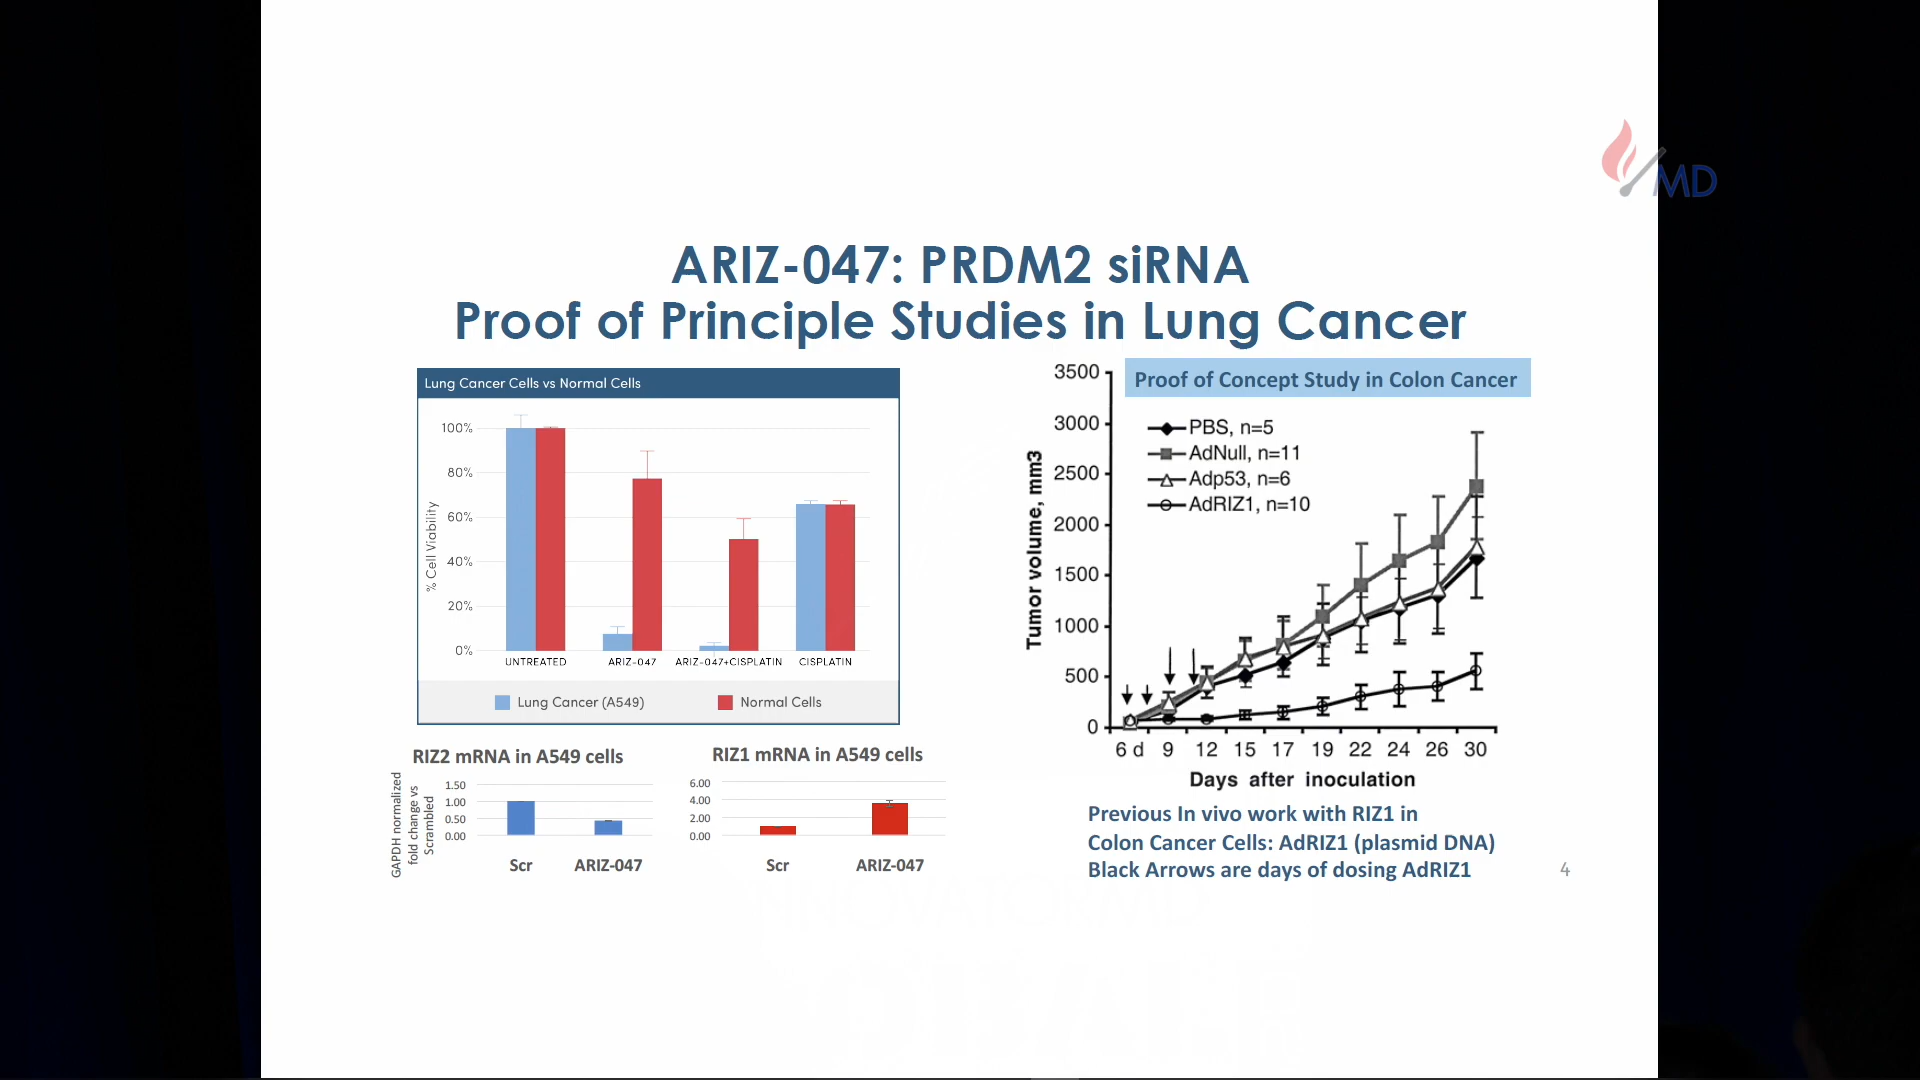 MD
ARIZ-047: PRDM2 siRNA
Proof of Principle Studies in Lung Cancer
Lung Cancer Cells vs Normal Cells
% Cell Viability
100%
80%
60%
40%
20%
0%
UNTREATED ARIZ-047 ARIZ-047+CISPLATIN CISPLATIN
Lung Cancer (A549) Normal Cells
RIZ2 mRNA in A549 cells
GAPDH normalized
fold change vs
Scrambled
1.50
1.00
0.50
0.00
Scr ARIZ-047
RIZ1 mRNA in A549 cells
6.00
4.00
2.00
0.00
Scr ARIZ-047
Proof of Concept Study in Colon Cancer
Tumor volume, mm3
3500
3000
2500
2000
1500
1000
500
0
PBS, n=5
AdNull, n=11
Adp53, n=6
AdRIZ1, n=10
6 d 9 12 15 17 19 22 24 26 30
Days after inoculation
Previous In vivo work with RIZ1 in
Colon Cancer Cells: AdRIZ1 (plasmid DNA)
Black Arrows are days of dosing AdRIZ1
4